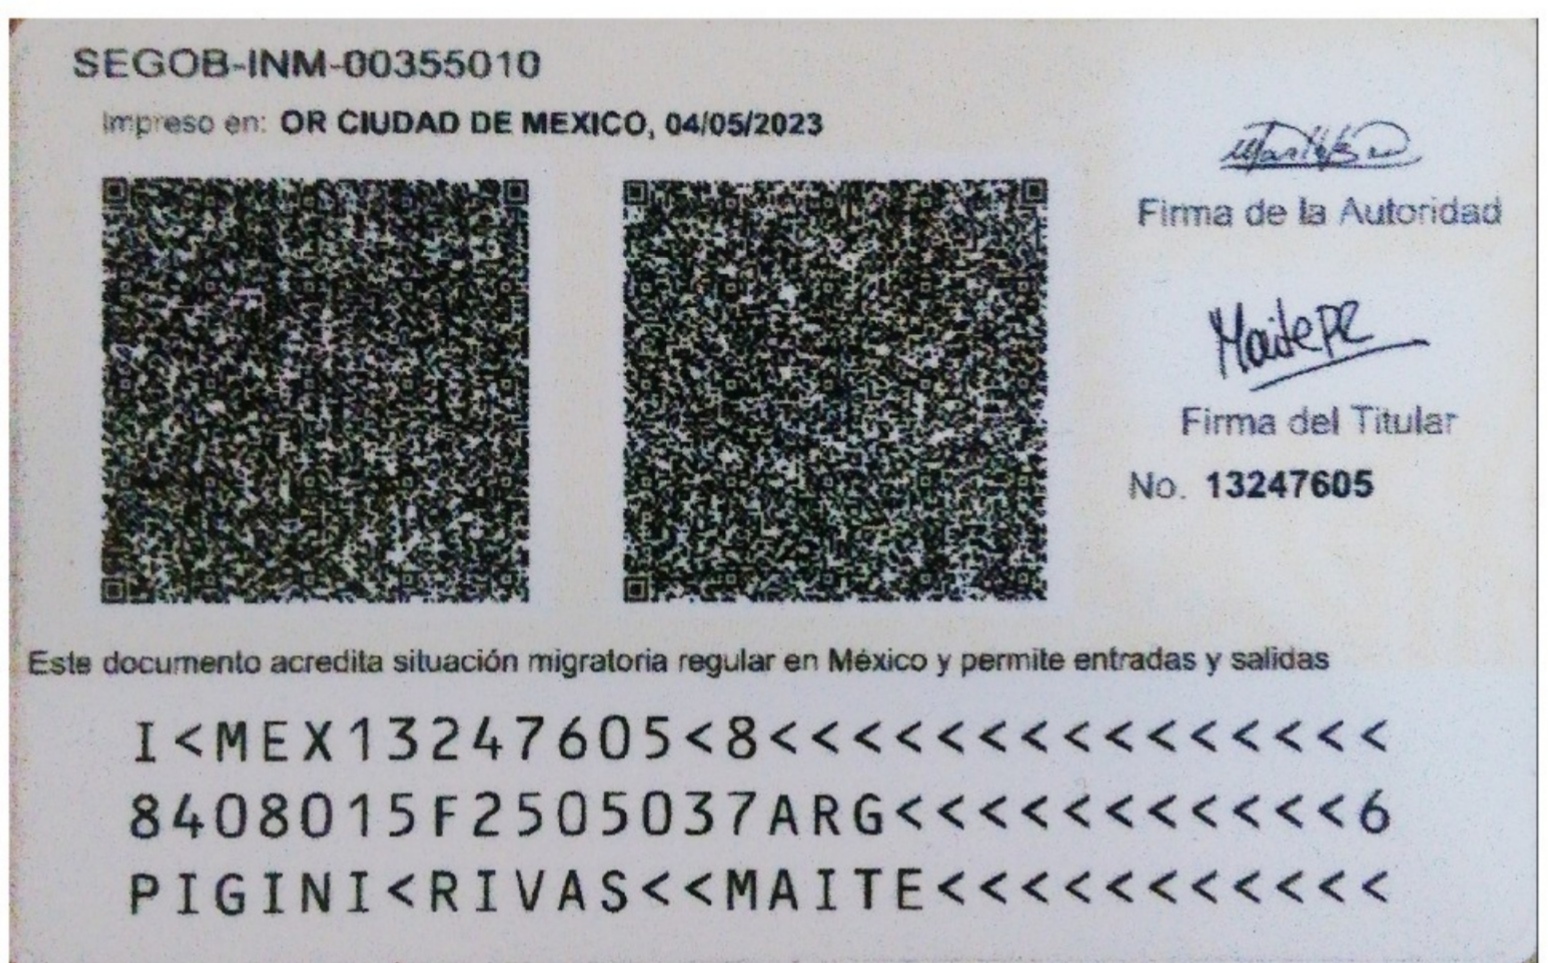 SEGOB-INM-00355010
Impreso en: OR CIUDAD DE MEXICO, 04/05/2023
Firma de la Autoridad
MaitePR
Firma del Titular
No. 13247605
Este documento acredita situación migratoria regular en México y permite entradas y salidas
I<MEX13247605<8<<<<<<<<<<<<<<<
8408015F2505037ARG<<<<<<<<<<<6
PIGINI<RIVAS<<MAITE<<<<<<<<<<<